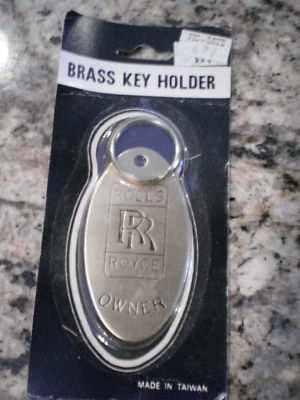 BRASS KEY HOLDER
ROLLS
RR
ROYCE
OWNER
MADE IN TAIWAN